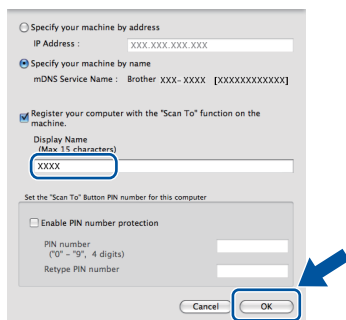 Specify your machine by address
IP Address : XXX.XXX.XXX.XXX
Specify your machine by name
mDNS Service Name : Brother XXX-XXXX [XXXXXXXXXXXX]
Register your computer with the "Scan To" function on the
machine.
Display Name
(Max 15 characters)
XXXX
Set the "Scan To" Button PIN number for this computer
Enable PIN number protection
PIN number
("0" – "9", 4 digits)
Retype PIN number
Cancel OK